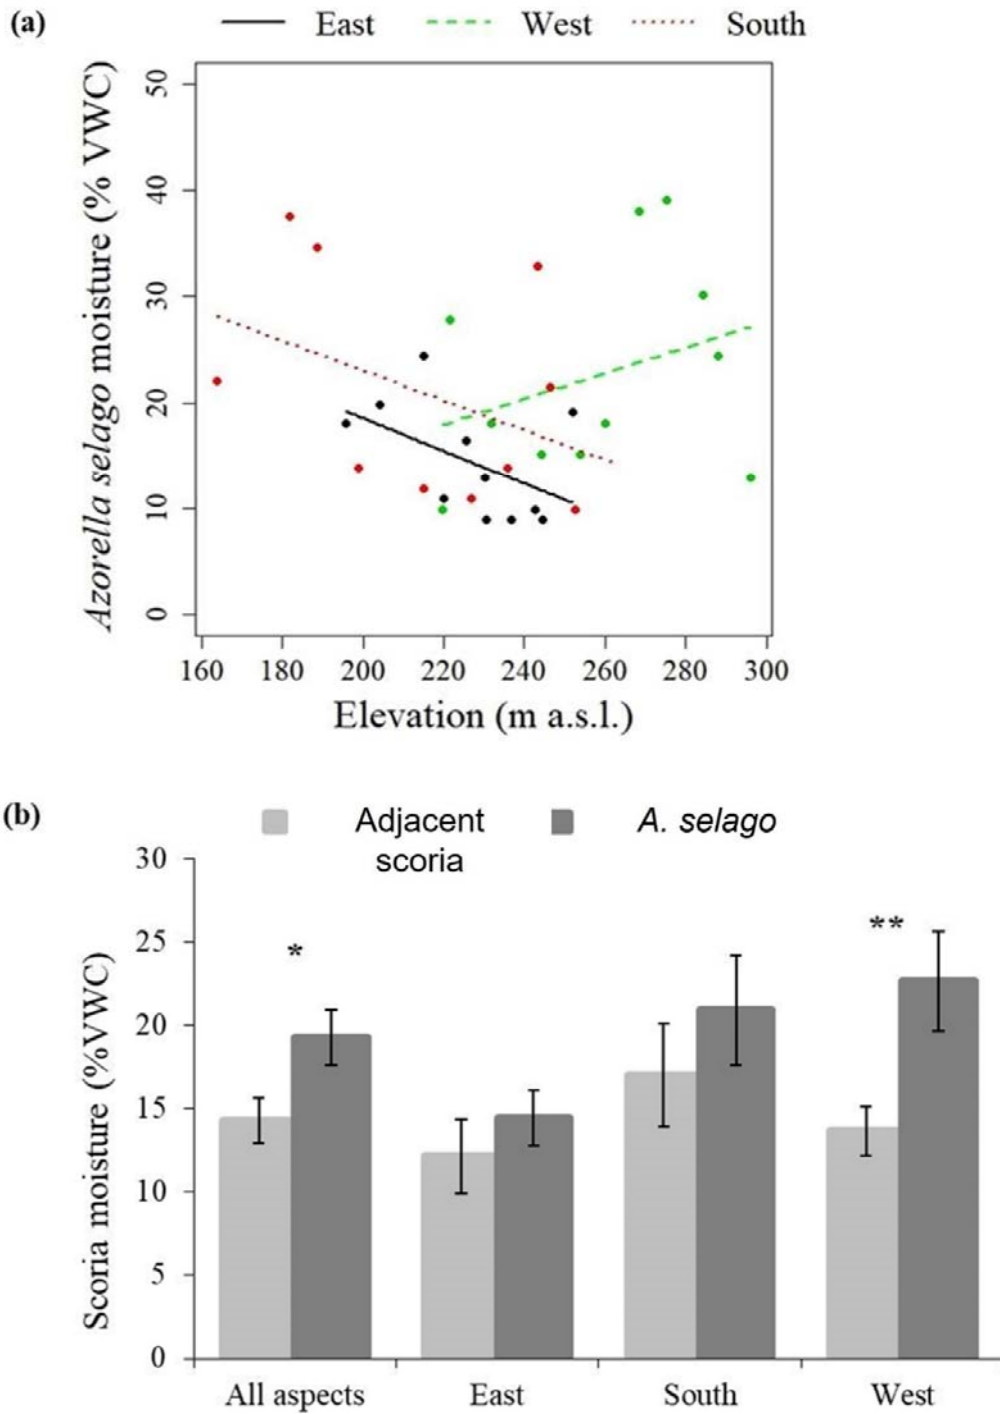 (a)
East West South
Azorella selago moisture (% VWC)
50
40
30
20
10
0
160 180 200 220 240 260 280 300
Elevation (m a.s.l.)
(b)
Adjacent A. selago
scoria
Scoria moisture (%VWC)
30
25
20
15
10
5
0
*
**
All aspects East South West